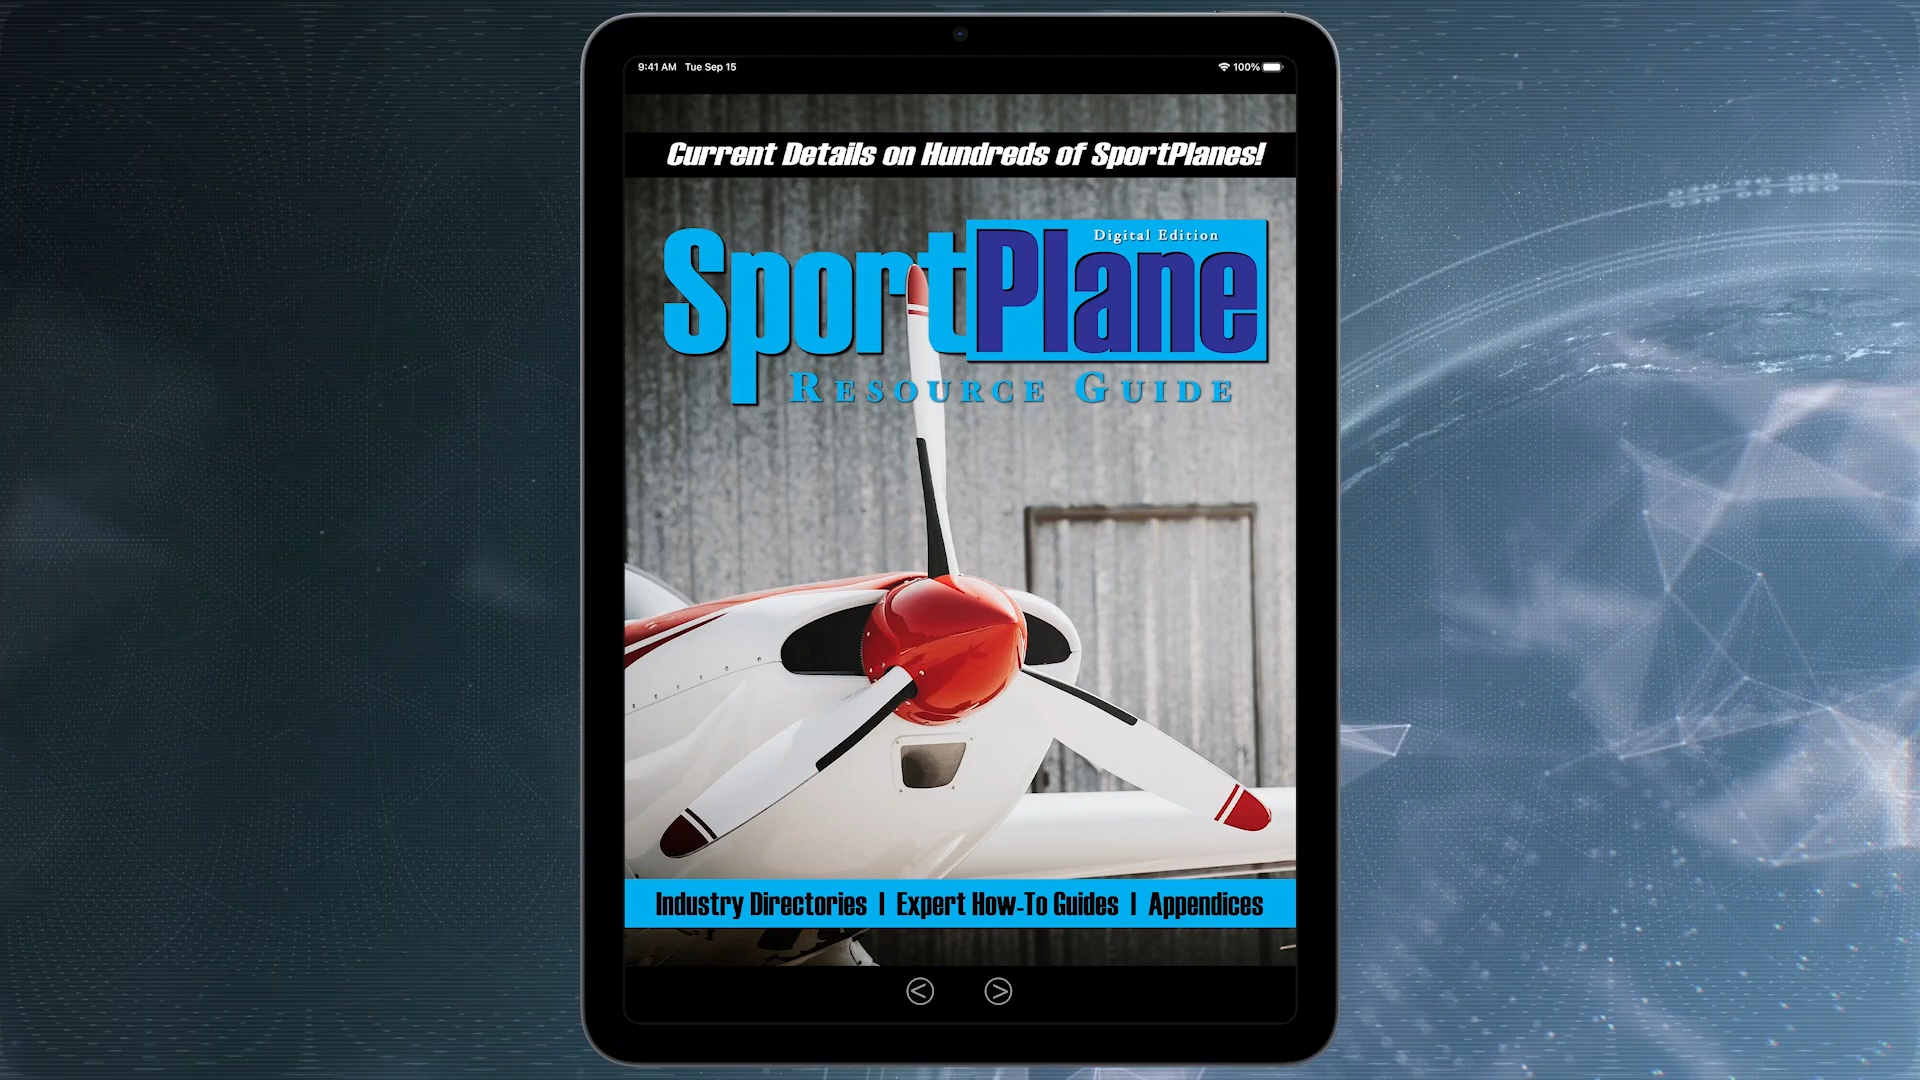 9:41 AM Tue Sep 15
100%
Current Details on Hundreds of SportPlanes!
Digital Edition
SportPlane
Resource Guide
Industry Directories | Expert How-To Guides | Appendices